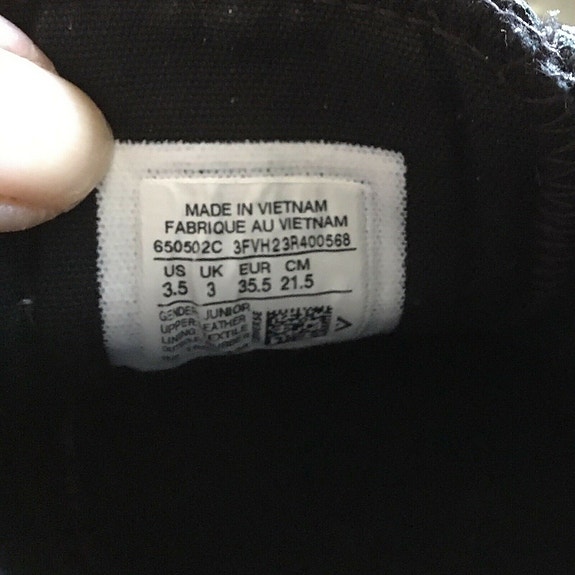 MADE IN VIETNAM
FABRIQUE AU VIETNAM
650502C 3FVH23R400568
US UK EUR CM
3.5 3 35.5 21.5
GENDER JUNIOR
UPPER LEATHER
LINING TEXTILE
V